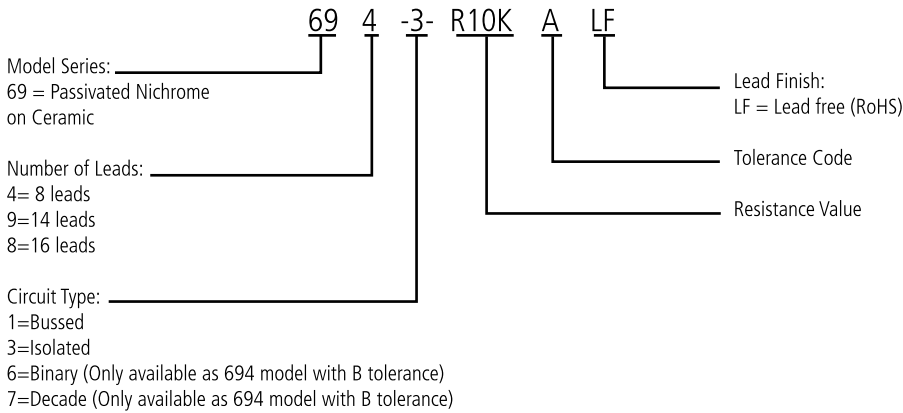 69 4 -3- R10K A LF
Model Series:
69 = Passivated Nichrome
on Ceramic
Number of Leads:
4= 8 leads
9=14 leads
8=16 leads
Circuit Type:
1=Bussed
3=Isolated
6=Binary (Only available as 694 model with B tolerance)
7=Decade (Only available as 694 model with B tolerance)
Lead Finish:
LF = Lead free (RoHS)
Tolerance Code
Resistance Value